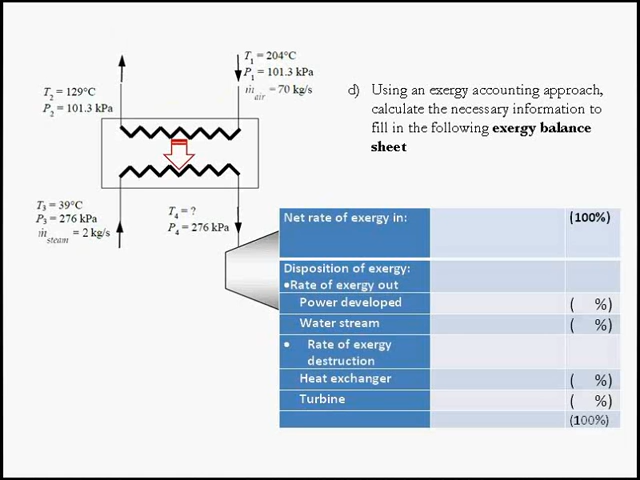 T1 = 204°C
P1 = 101.3 kPa
ṁair = 70 kg/s
T2 = 129°C
P2 = 101.3 kPa
d) Using an exergy accounting approach,
calculate the necessary information to
fill in the following exergy balance
sheet
T3 = 39°C
P3 = 276 kPa
ṁsteam = 2 kg/s
T4 = ?
P4 = 276 kPa
Net rate of exergy in: (100%)
Disposition of exergy:
•Rate of exergy out
Power developed ( %)
Water stream ( %)
• Rate of exergy
destruction
Heat exchanger ( %)
Turbine ( %)
(100%)